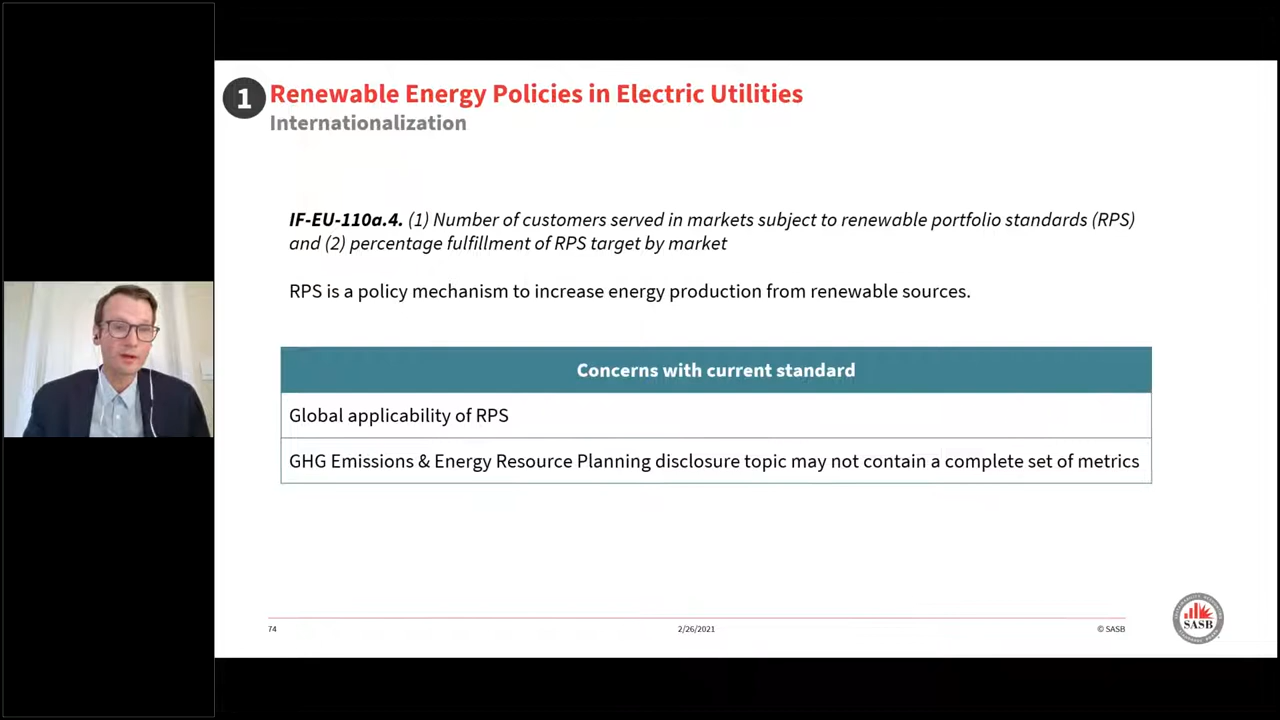 1
Renewable Energy Policies in Electric Utilities
Internationalization
IF-EU-110a.4. (1) Number of customers served in markets subject to renewable portfolio standards (RPS)
and (2) percentage fulfillment of RPS target by market
RPS is a policy mechanism to increase energy production from renewable sources.
Concerns with current standard
Global applicability of RPS
GHG Emissions & Energy Resource Planning disclosure topic may not contain a complete set of metrics
74
2/26/2021
© SASB
SASB